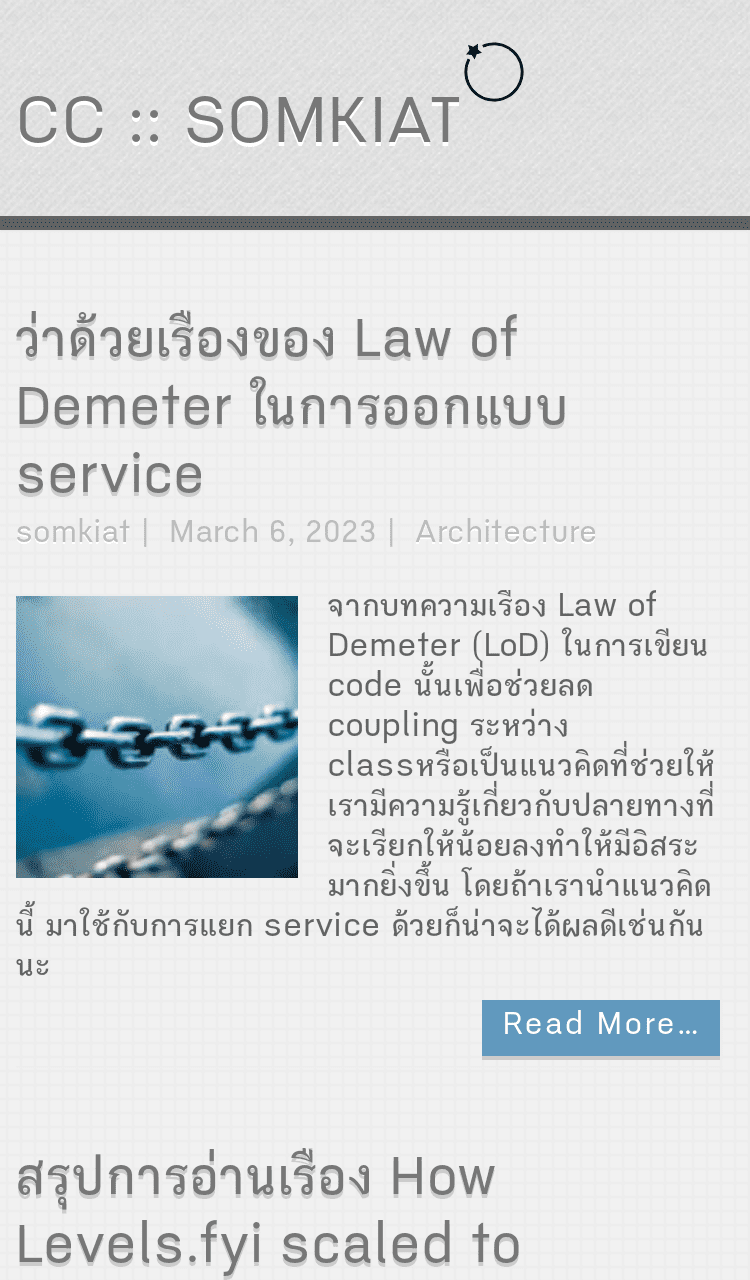 CC :: SOMKIAT
ว่าด้วยเรื่องของ Law of
Demeter ในการออกแบบ
service
somkiat | March 6, 2023 | Architecture
จากบทความเรื่อง Law of
Demeter (LoD) ในการเขียน
code นั้นเพื่อช่วยลด
coupling ระหว่าง
classหรือเป็นแนวคิดที่ช่วยให้
เรามีความรู้เกี่ยวกับปลายทางที่
จะเรียกให้น้อยลงทำให้มีอิสระ
มากยิ่งขึ้น โดยถ้าเรานำแนวคิด
นี้ มาใช้กับการแยก service ด้วยก็น่าจะได้ผลดีเช่นกัน
นะ
Read More…
สรุปการอ่านเรื่อง How
Levels.fyi scaled to